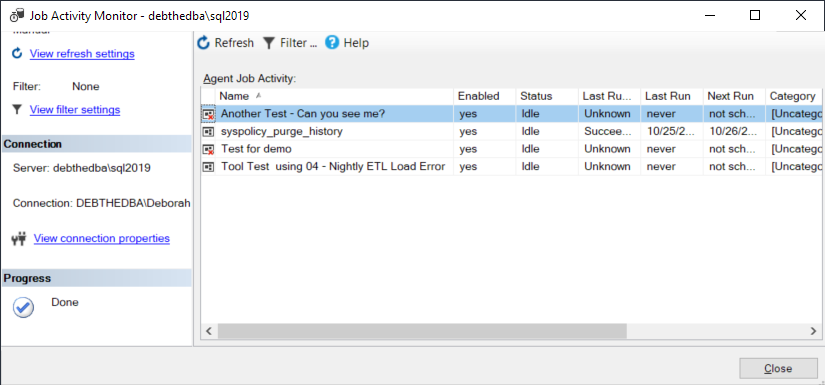 Job Activity Monitor - debthedba\sql2019
Manual
View refresh settings
Filter: None
View filter settings
Connection
Server: debthedba\sql2019
Connection: DEBTHEDBA\Deborah
View connection properties
Progress
Done
Refresh Filter ... Help
Agent Job Activity:
Name Enabled Status Last Ru... Last Run Next Run Category
Another Test - Can you see me? yes Idle Unknown never not sch... [Uncatego
syspolicy_purge_history yes Idle Succee... 10/25/2... 10/26/2... [Uncatego
Test for demo yes Idle Unknown never not sch... [Uncatego
Tool Test  using 04 - Nightly ETL Load Error yes Idle Unknown never not sch... [Uncatego
Close